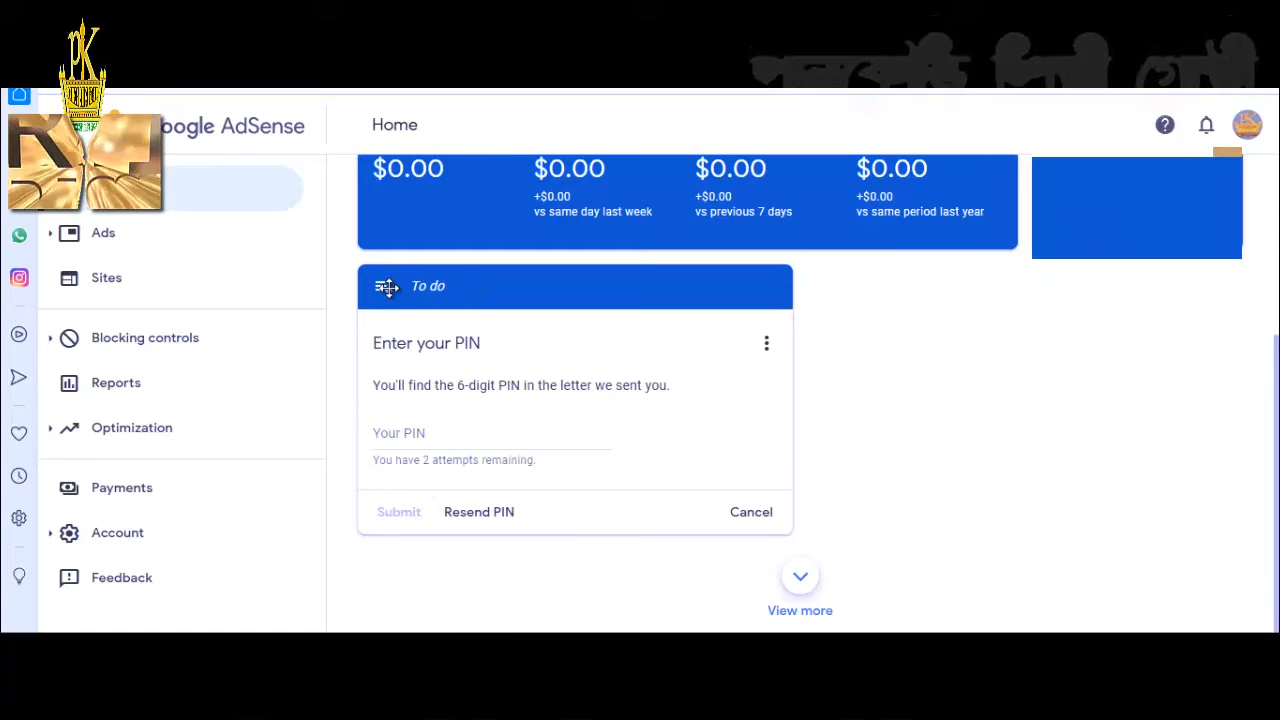 PK
oogle AdSense
Home
$0.00
$0.00
$0.00
$0.00
+$0.00
+$0.00
+$0.00
vs same day last week
vs previous 7 days
vs same period last year
Ads
Sites
Blocking controls
Reports
Optimization
Payments
Account
Feedback
To do
Enter your PIN
You'll find the 6-digit PIN in the letter we sent you.
Your PIN
You have 2 attempts remaining.
Submit
Resend PIN
Cancel
View more